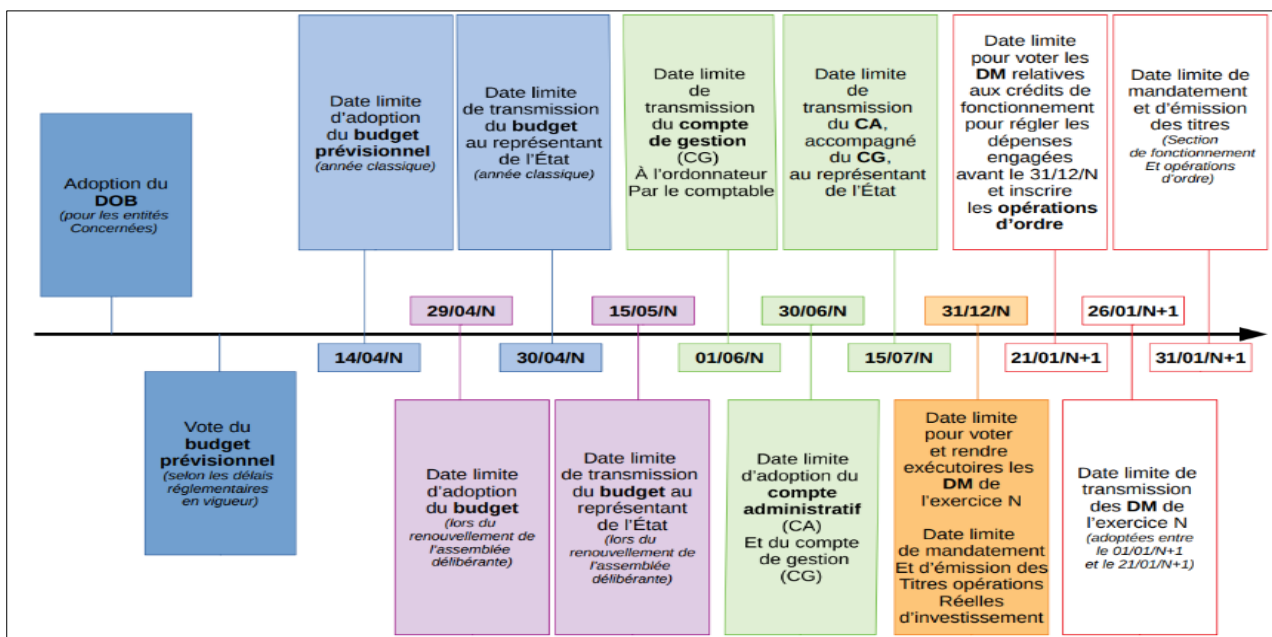 Adoption du
DOB
(pour les entités
Concernées)
Date limite
d’adoption
du budget
prévisionnel
(année classique)
Date limite
de transmission
du budget
au représentant
de l’État
(année classique)
Date limite
de
transmission
du compte
de gestion
(CG)
À l’ordonnateur
Par le comptable
Date limite
de
transmission
du CA,
accompagné
du CG,
au représentant
de l’État
Date limite
pour voter les
DM relatives
aux crédits de
fonctionnement
pour régler les
dépenses
engagées
avant le 31/12/N
et inscrire
les opérations
d’ordre
Date limite de
mandatement
et d’émission
des titres
(Section
de fonctionnement
Et opérations
d’ordre)
29/04/N
15/05/N
30/06/N
31/12/N
26/01/N+1
14/04/N
30/04/N
01/06/N
15/07/N
21/01/N+1
31/01/N+1
Vote du
budget
prévisionnel
(selon les délais
réglementaires
en vigueur)
Date limite
d’adoption
du budget
(lors du
renouvellement de
l’assemblée
délibérante)
Date limite
de transmission
du budget au
représentant
de l’État
(lors du
renouvellement de
l’assemblée
délibérante)
Date limite
d’adoption du
compte
administratif
(CA)
Et du compte
de gestion
(CG)
Date limite
pour voter
et rendre
exécutoires les
DM de
l’exercice N
Date limite
de mandatement
Et d’émission des
Titres opérations
Réelles
d’investissement
Date limite de
transmission
des DM de
l’exercice N
(adoptées entre
le 01/01/N+1
et le 21/01/N+1)